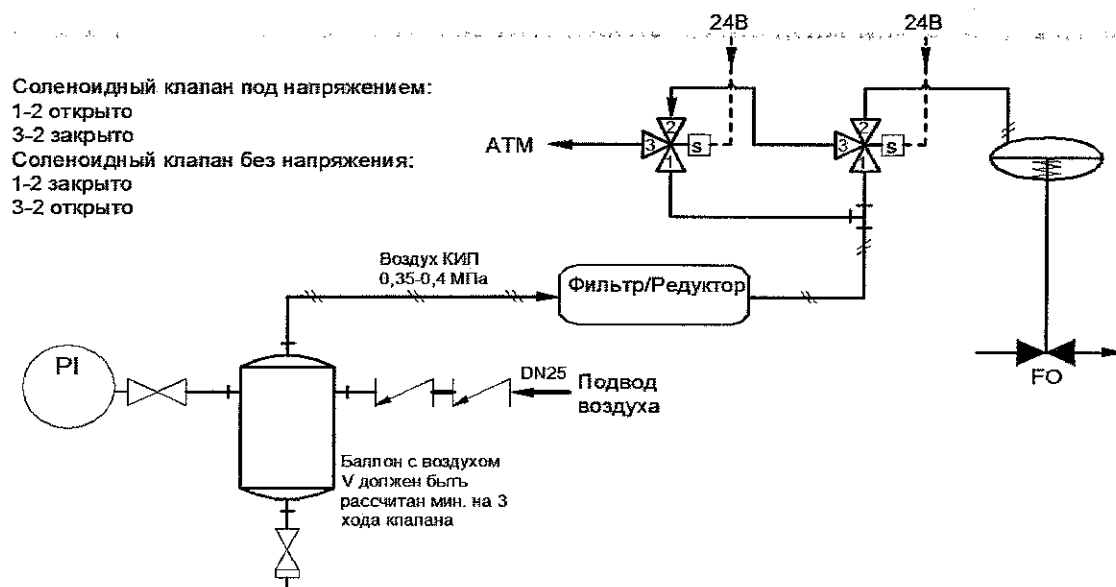 24В
24В
Соленоидный клапан под напряжением:
1-2 открыто
3-2 закрыто
Соленоидный клапан без напряжения:
1-2 закрыто
3-2 открыто
АТМ
3
2
1
S
3
2
1
S
Воздух КИП
0,35-0,4 МПа
Фильтр/Редуктор
PI
DN25
Подвод
воздуха
FO
Баллон с воздухом
V должен быть
рассчитан мин. на 3
хода клапана